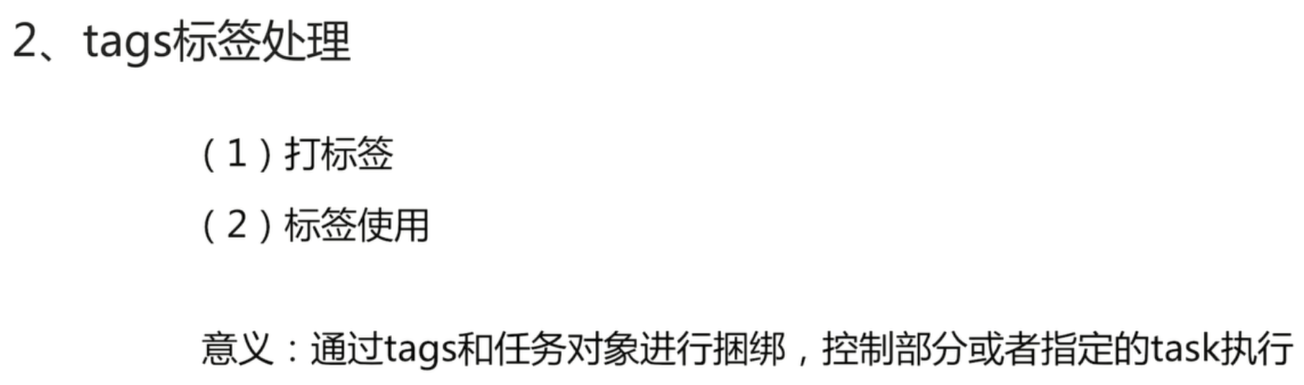 2、tags标签处理
（1）打标签
（2）标签使用
意义：通过tags和任务对象进行捆绑，控制部分或者指定的task执行